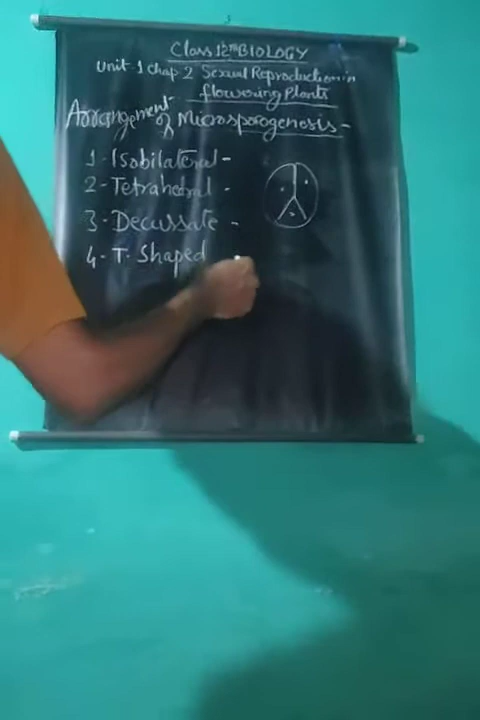 Class 12th BIOLOGY
Unit-1 Chap 2 Sexual Reproduction in
flowering Plants
Arrangement of Microsporogenosis-
1-Isobilateral-
2-Tetrahedral -
3-Decussate -
4-T. Shaped